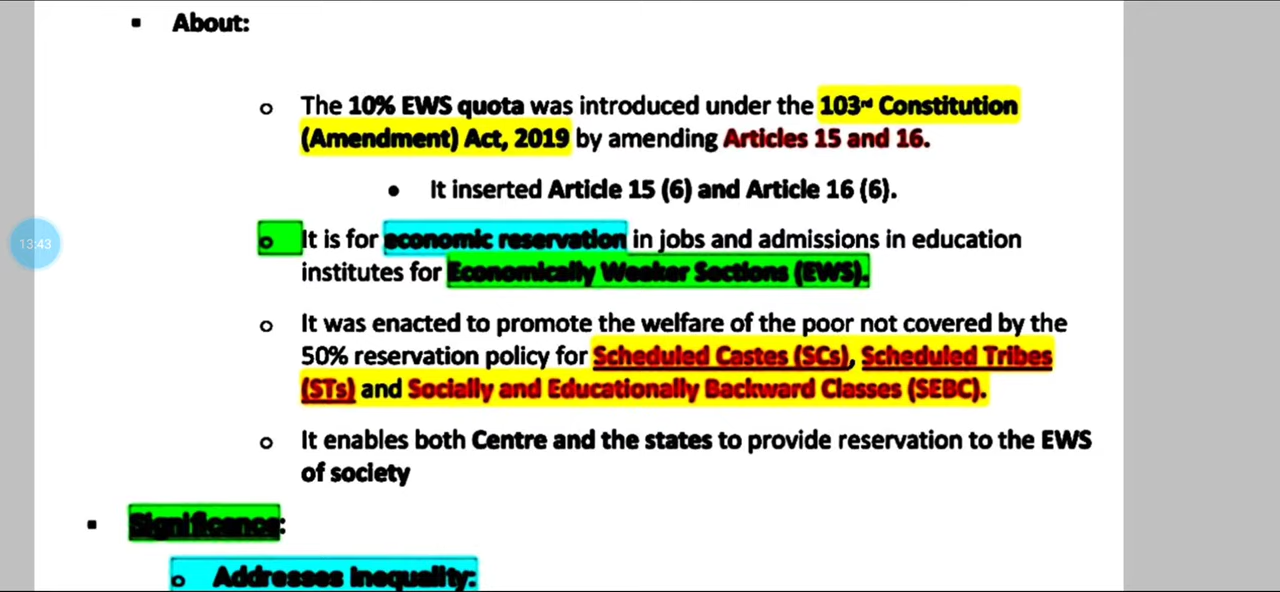 ▪ About:
o The 10% EWS quota was introduced under the 103rd Constitution
(Amendment) Act, 2019 by amending Articles 15 and 16.
• It inserted Article 15 (6) and Article 16 (6).
o It is for economic reservation in jobs and admissions in education
institutes for Economically Weaker Sections (EWS).
13:43
o It was enacted to promote the welfare of the poor not covered by the
50% reservation policy for Scheduled Castes (SCs), Scheduled Tribes
(STs) and Socially and Educationally Backward Classes (SEBC).
o It enables both Centre and the states to provide reservation to the EWS
of society
▪ Significance:
o Addresses Inequality: